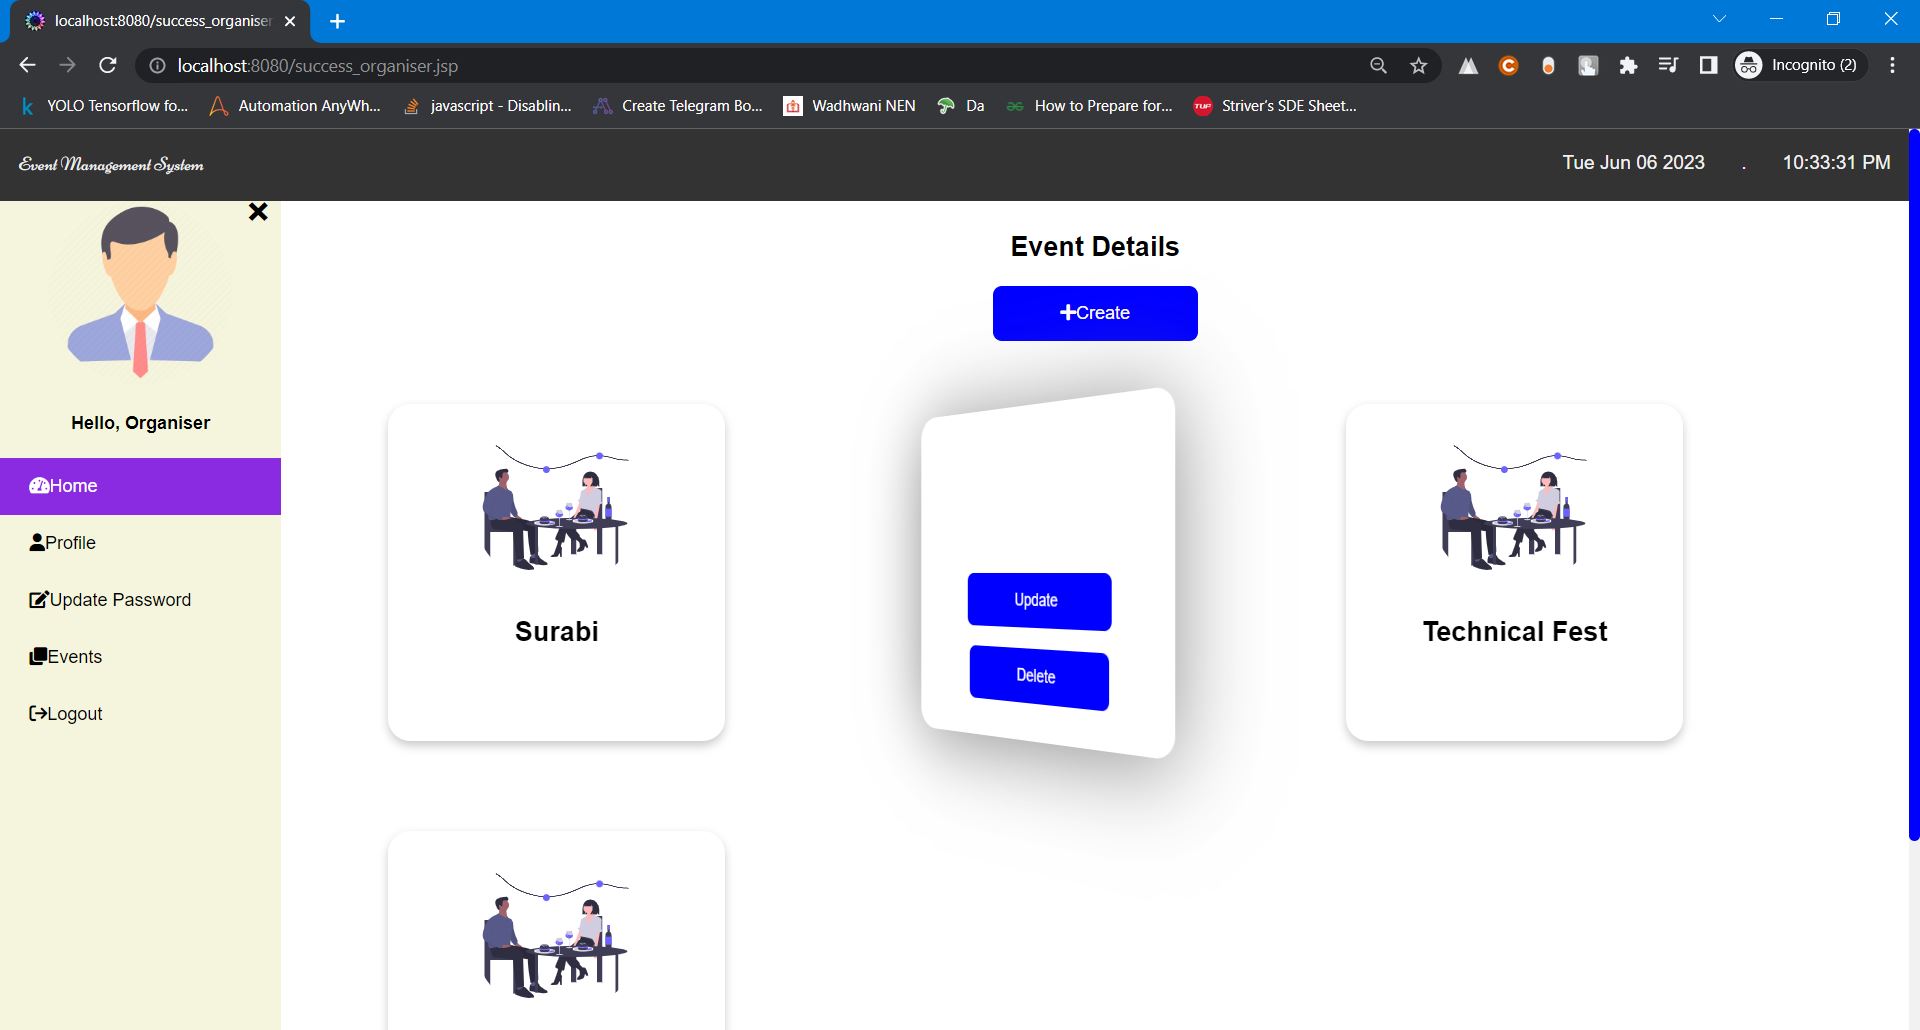 localhost:8080/success_organiser
localhost:8080/success_organiser.jsp
Incognito (2)
YOLO Tensorflow fo...
Automation AnyWh...
javascript - Disablin...
Create Telegram Bo...
Wadhwani NEN
Da
How to Prepare for...
TUF
Striver's SDE Sheet...
Event Management System
Tue Jun 06 2023 . 10:33:31 PM
Hello, Organiser
Home
Profile
Update Password
Events
Logout
Event Details
Create
Surabi
Update
Delete
Technical Fest